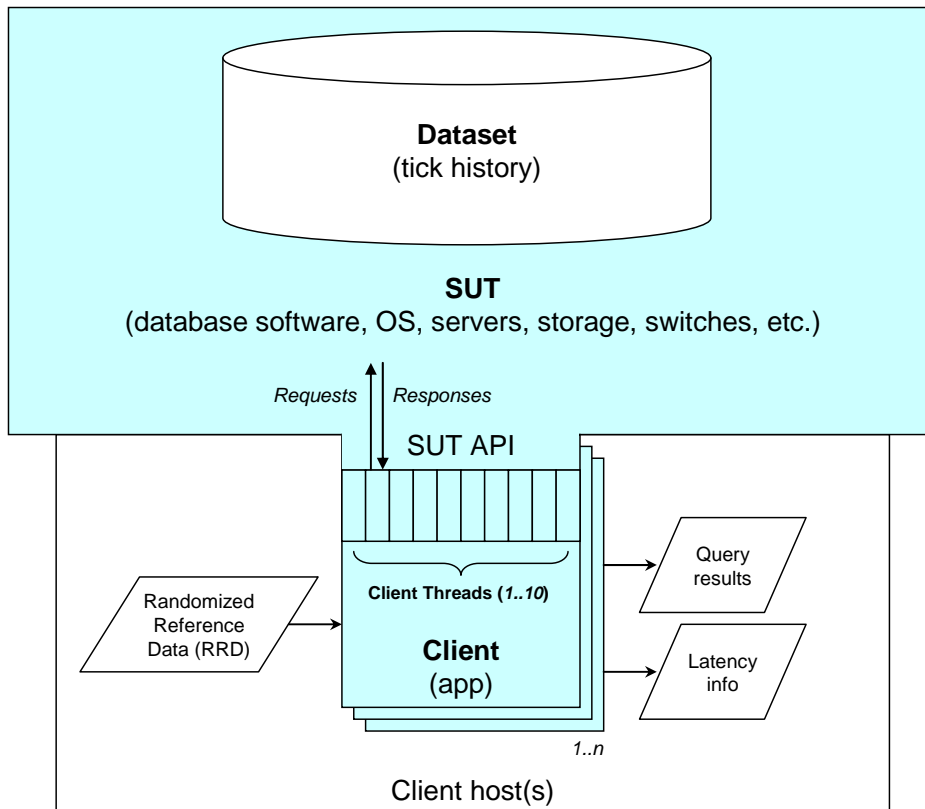 Dataset
(tick history)
SUT
(database software, OS, servers, storage, switches, etc.)
Requests
Responses
SUT API
Client Threads (1..10)
Randomized
Reference
Data (RRD)
Client
(app)
Query
results
Latency
info
1..n
Client host(s)